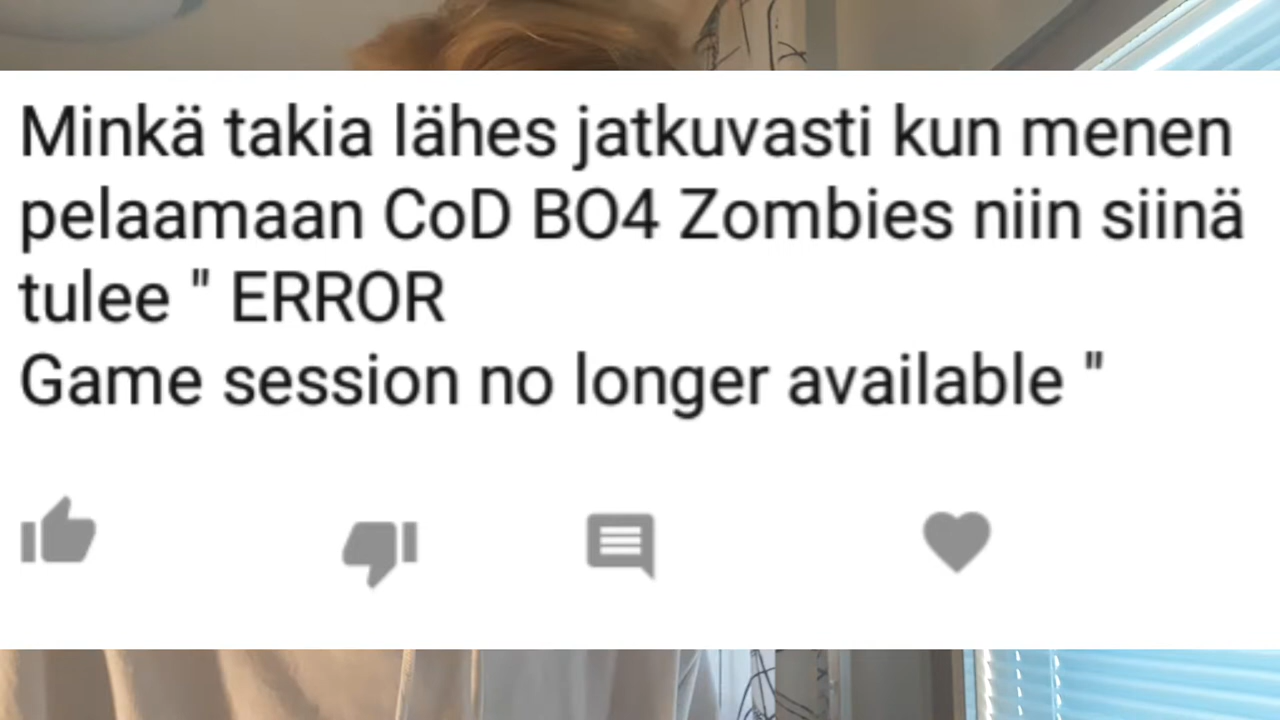 Minkä takia lähes jatkuvasti kun menen
pelaamaan CoD BO4 Zombies niin siinä
tulee " ERROR
Game session no longer available "